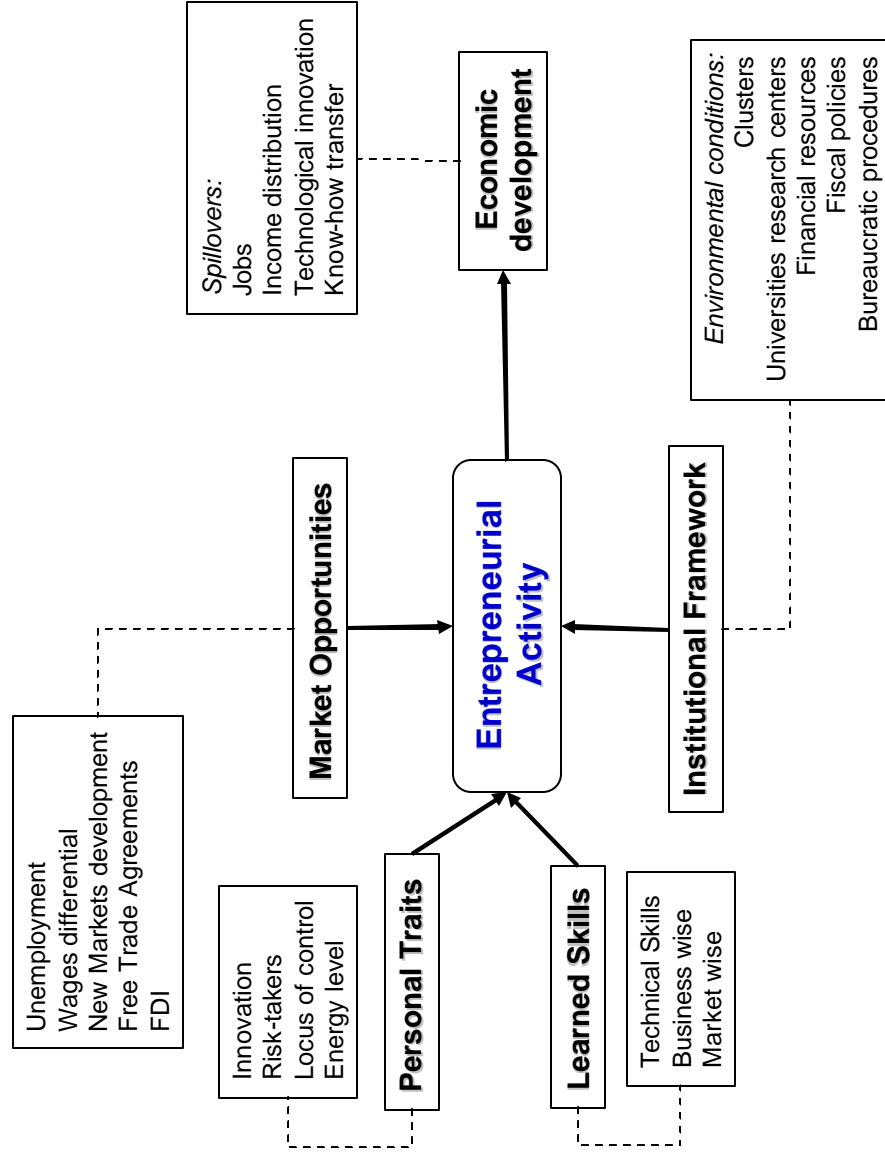 Unemployment
Wages differential
New Markets development
Free Trade Agreements
FDI
Market Opportunities
Spillovers:
Jobs
Income distribution
Technological innovation
Know-how transfer
Innovation
Risk-takers
Locus of control
Energy level
Personal Traits
Entrepreneurial
Activity
Economic
development
Learned Skills
Technical Skills
Business wise
Market wise
Institutional Framework
Environmental conditions:
Clusters
Universities research centers
Financial resources
Fiscal policies
Bureaucratic procedures